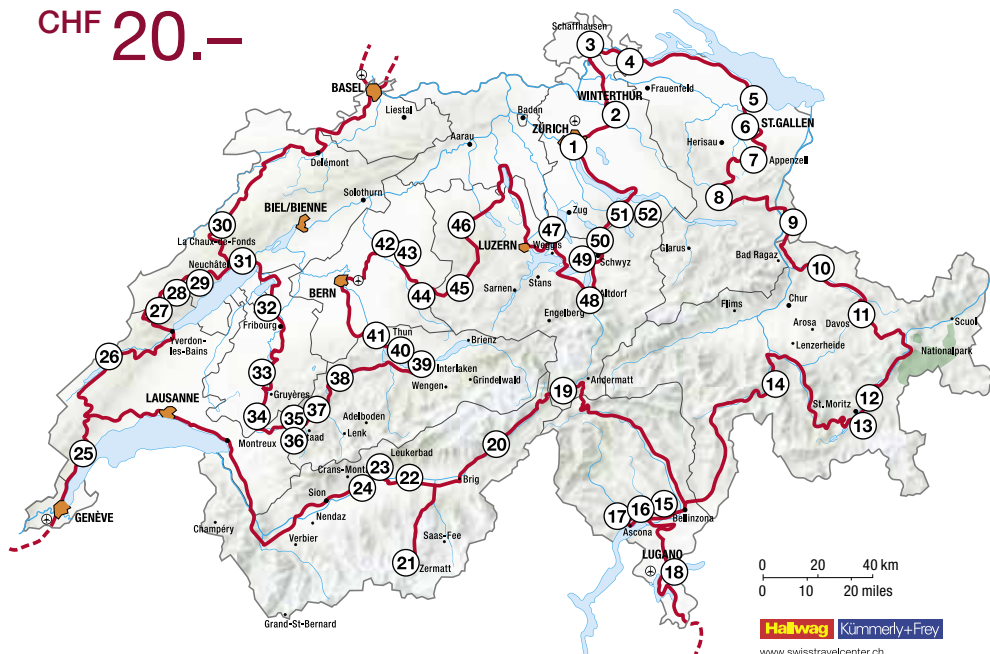 CHF 20.–
Schaffhausen
3
4
BASEL
Frauenfeld
5
WINTERTHUR
2
Liestal
Baden
ZÜRICH
6
ST.GALLEN
Aarau
1
Herisau
7
Appenzell
Delémont
Solothurn
8
30
BIEL/BIENNE
46
Zug
51
52
9
La Chaux-de-Fonds
42
43
47
LUZERN
Weggis
50
Glarus
Neuchâtel
31
49
Schwyz
Bad Ragaz
29
28
BERN
44
45
Sarnen
Stans
48
Altdorf
10
27
32
Fribourg
Engelberg
Flims
Chur
11
Yverdon-
les-Bains
41
Thun
40
Brienz
Arosa
Davos
Scuol
26
39
Interlaken
Lenzerheide
Nationalpark
33
38
Wengen
Grindelwald
Andermatt
Gruyères
19
14
LAUSANNE
34
35
37
Adelboden
St. Moritz
12
36
taad
Lenk
20
13
Montreux
Leukerbad
25
Crans-Mont
23
22
Brig
24
Sion
GENÈVE
Nendaz
17
16
15
Bellinzona
Champéry
Verbier
Saas-Fee
Ascona
21
Zermatt
LUGANO
18
0 20 40 km
0 10 20 miles
Grand-St-Bernard
Hallwag Kümmerly+Frey
www.swisstravelcenter.ch